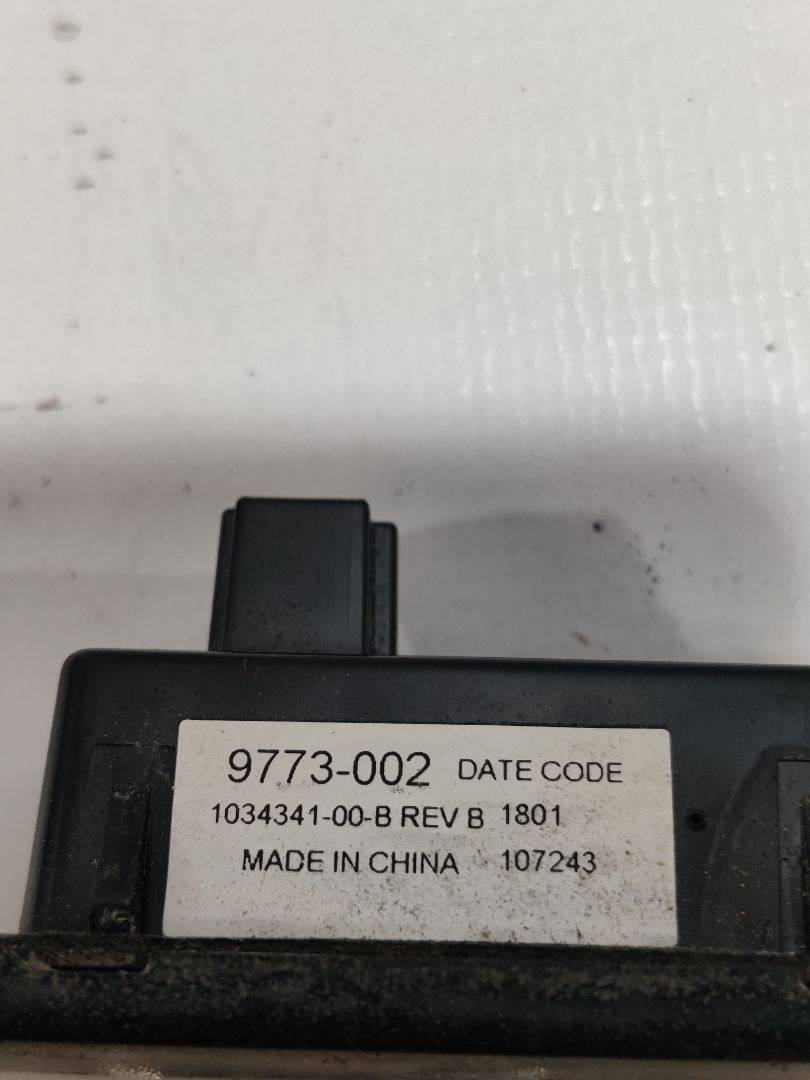 9773-002 DATE CODE
1034341-00-B REV B 1801
MADE IN CHINA 107243